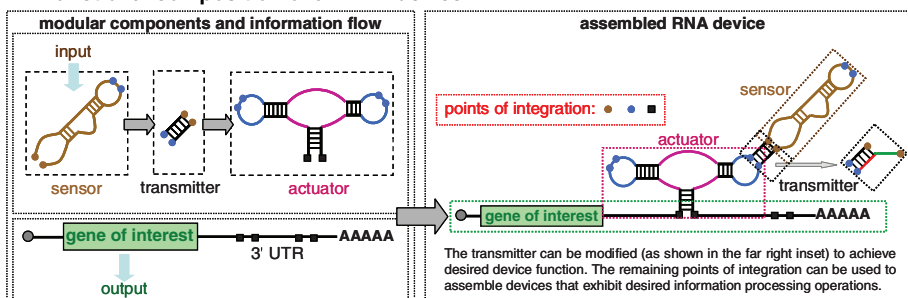 modular components and information flow
input
sensor
transmitter
actuator
gene of interest
AAAAA
3' UTR
output
assembled RNA device
points of integration:
sensor
actuator
transmitter
gene of interest
AAAAA
The transmitter can be modified (as shown in the far right inset) to achieve
desired device function. The remaining points of integration can be used to
assemble devices that exhibit desired information processing operations.